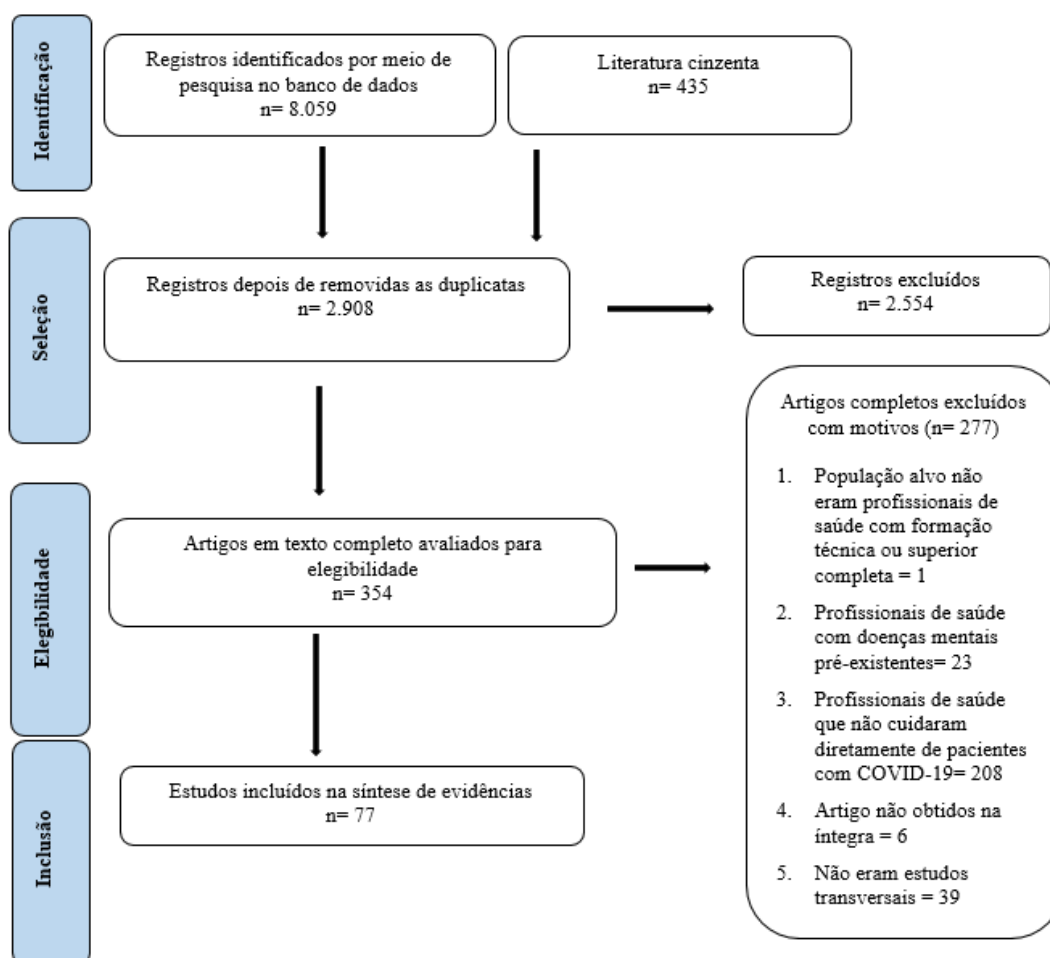 Identificação
Registros identificados por meio de
pesquisa no banco de dados
n= 8.059
Literatura cinzenta
n= 435
Seleção
Registros depois de removidas as duplicatas
n= 2.908
Registros excluídos
n= 2.554
Elegibilidade
Artigos em texto completo avaliados para
elegibilidade
n= 354
Artigos completos excluídos
com motivos (n= 277)
1. População alvo não
eram profissionais de
saúde com formação
técnica ou superior
completa = 1
2. Profissionais de saúde
com doenças mentais
pré-existentes= 23
3. Profissionais de saúde
que não cuidaram
diretamente de pacientes
com COVID-19= 208
4. Artigo não obtidos na
íntegra = 6
5. Não eram estudos
transversais = 39
Inclusão
Estudos incluídos na síntese de evidências
n= 77